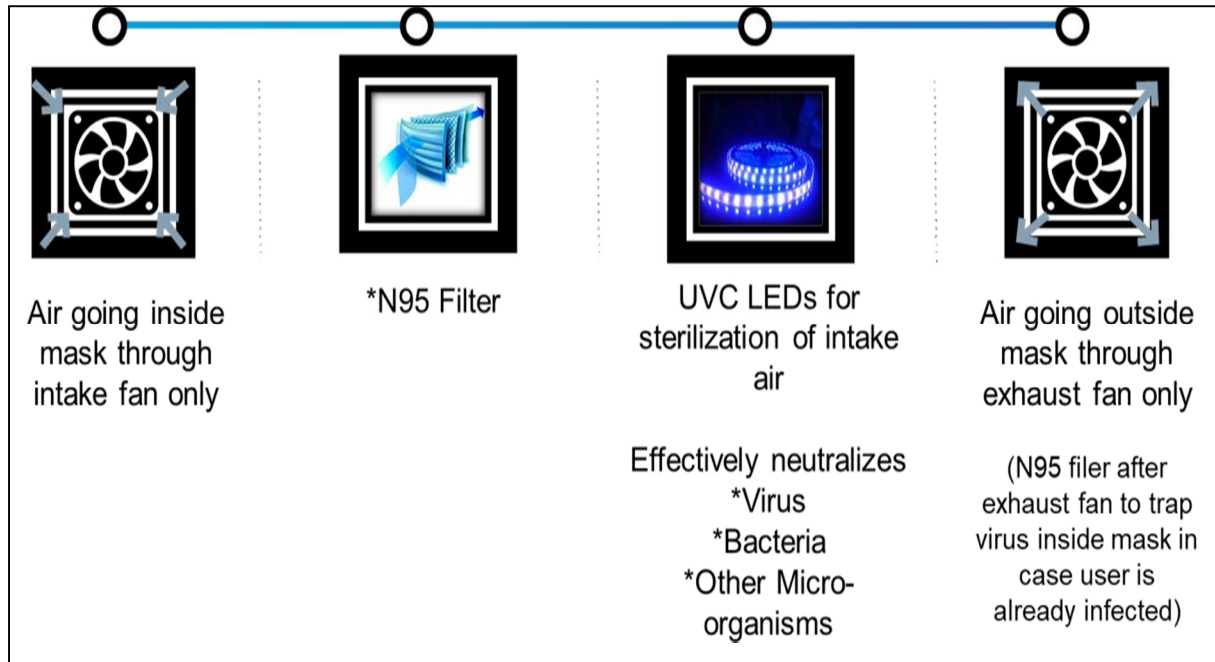 Air going inside
mask through
intake fan only
*N95 Filter
UVC LEDs for
sterilization of intake
air
Effectively neutralizes
*Virus
*Bacteria
*Other Micro-
organisms
Air going outside
mask through
exhaust fan only
(N95 filer after
exhaust fan to trap
virus inside mask in
case user is
already infected)